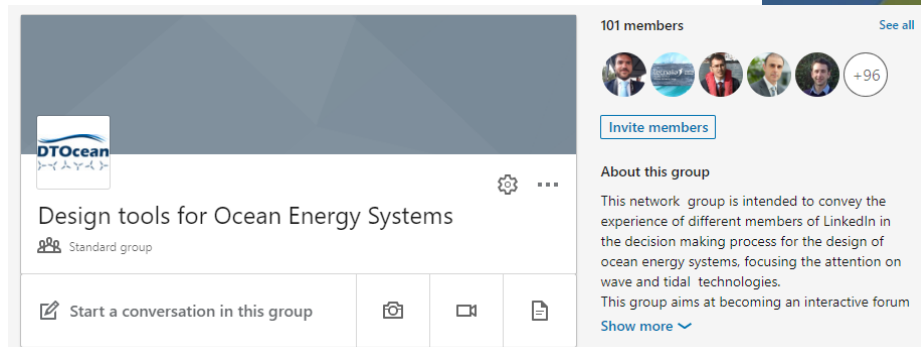 DTOcean
Design tools for Ocean Energy Systems
Standard group
Start a conversation in this group
101 members
See all
+96
Invite members
About this group
This network group is intended to convey the
experience of different members of LinkedIn in
the decision making process for the design of
ocean energy systems, focusing the attention on
wave and tidal technologies.
This group aims at becoming an interactive forum
Show more